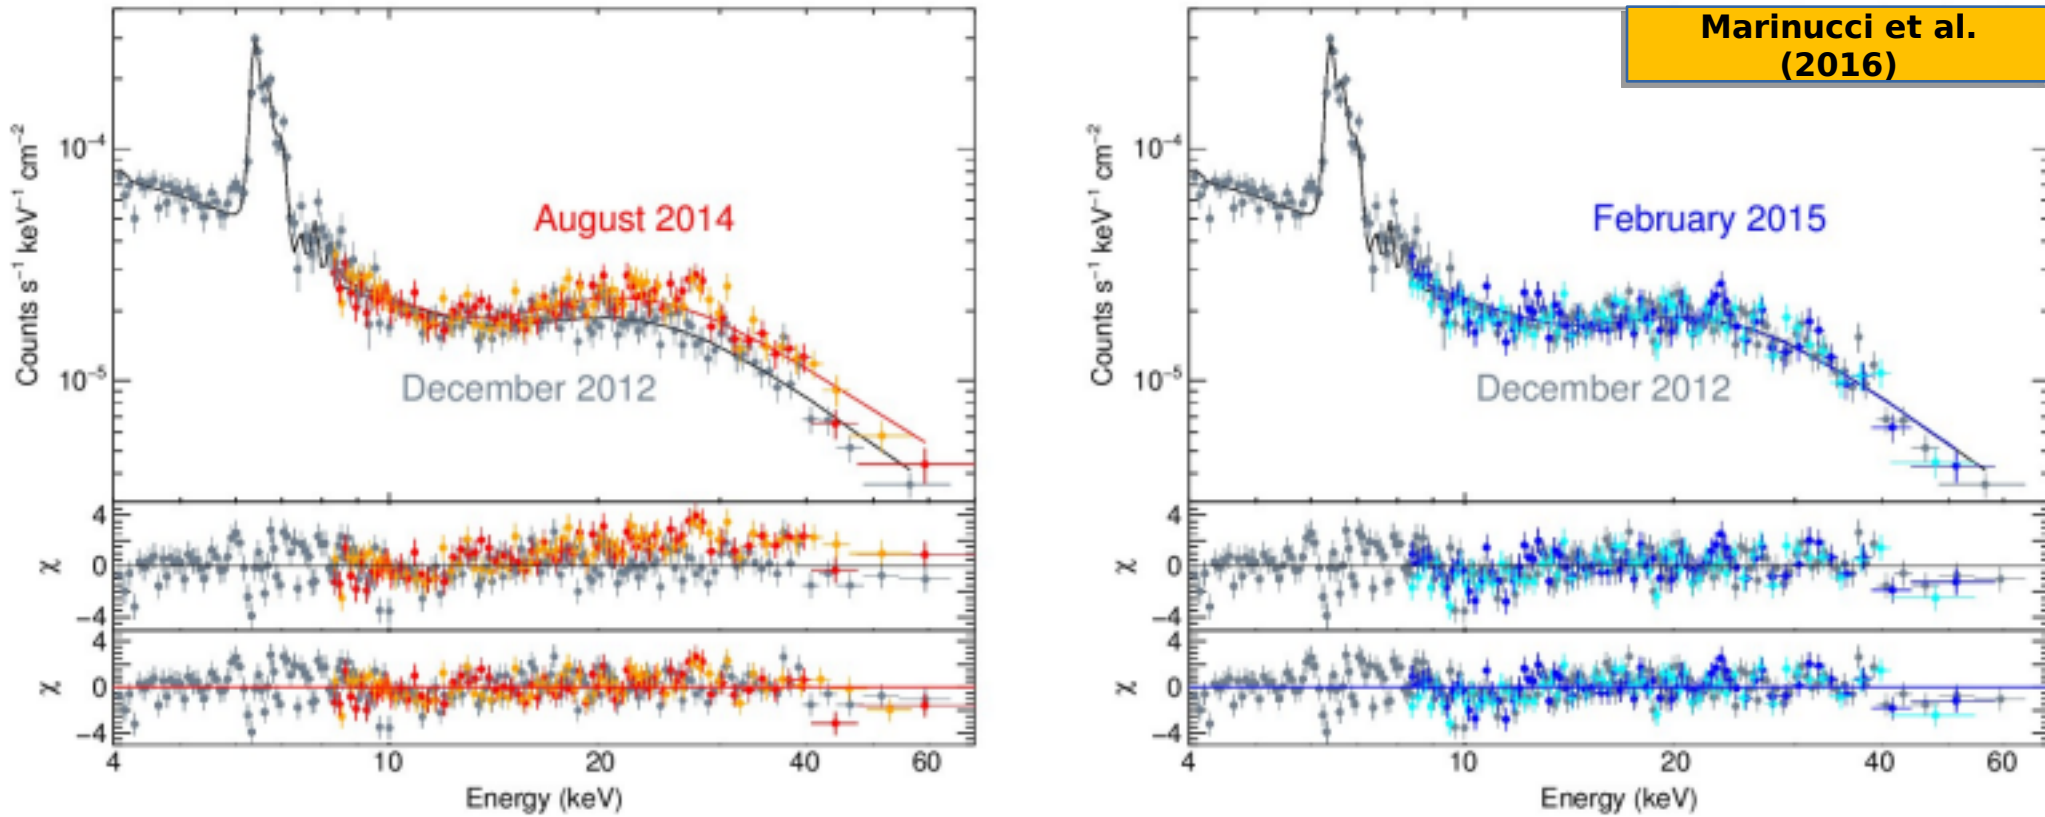 Marinucci et al.
(2016)
Counts s⁻¹ keV⁻¹ cm⁻²
10⁻⁴
10⁻⁵
August 2014
December 2012
χ
4
0
−4
χ
4
0
−4
4
10
20
40
60
Energy (keV)
Counts s⁻¹ keV⁻¹ cm⁻²
10⁻⁴
10⁻⁵
February 2015
December 2012
χ
4
0
−4
χ
4
0
−4
4
10
20
40
60
Energy (keV)